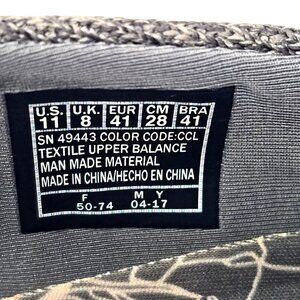 U.S. U.K. EUR CM BRA
11 8 41 28 41
SN 49443 COLOR CODE:CCL
TEXTILE UPPER BALANCE
MAN MADE MATERIAL
MADE IN CHINA/HECHO EN CHINA
F M Y
50-74 04-17